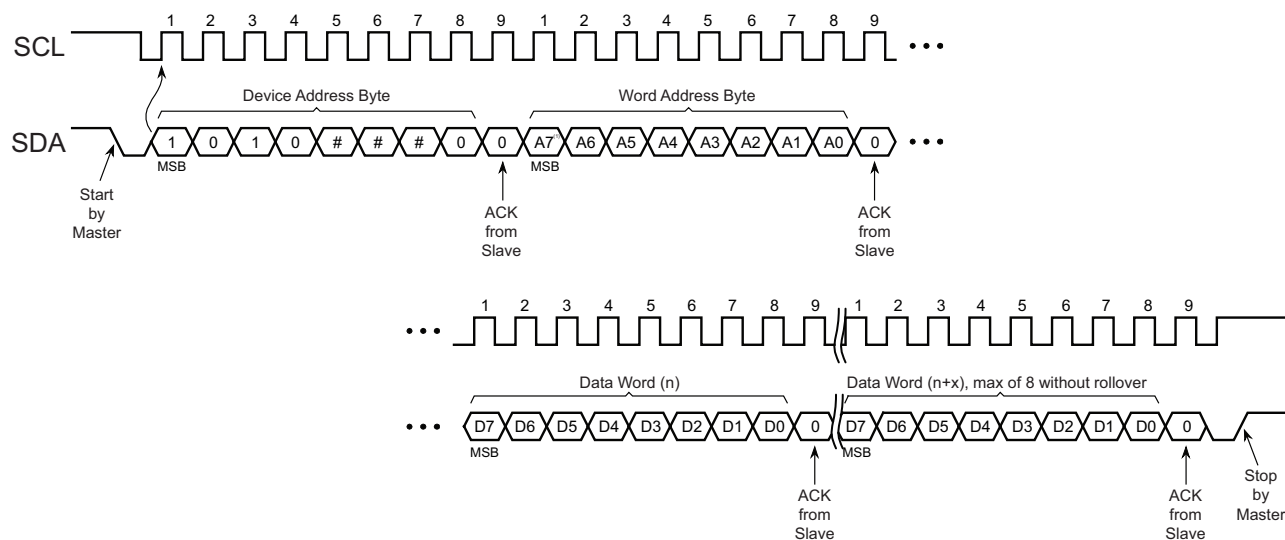 1 2 3 4 5 6 7 8 9 1 2 3 4 5 6 7 8 9
SCL
Device Address Byte Word Address Byte
SDA 1 0 1 0 # # # 0 0 A7 A6 A5 A4 A3 A2 A1 A0 0
MSB MSB
Start
by
Master
ACK
from
Slave
ACK
from
Slave
1 2 3 4 5 6 7 8 9 1 2 3 4 5 6 7 8 9
Data Word (n) Data Word (n+x), max of 8 without rollover
D7 D6 D5 D4 D3 D2 D1 D0 0 D7 D6 D5 D4 D3 D2 D1 D0 0
MSB MSB
ACK
from
Slave
ACK
from
Slave
Stop
by
Master